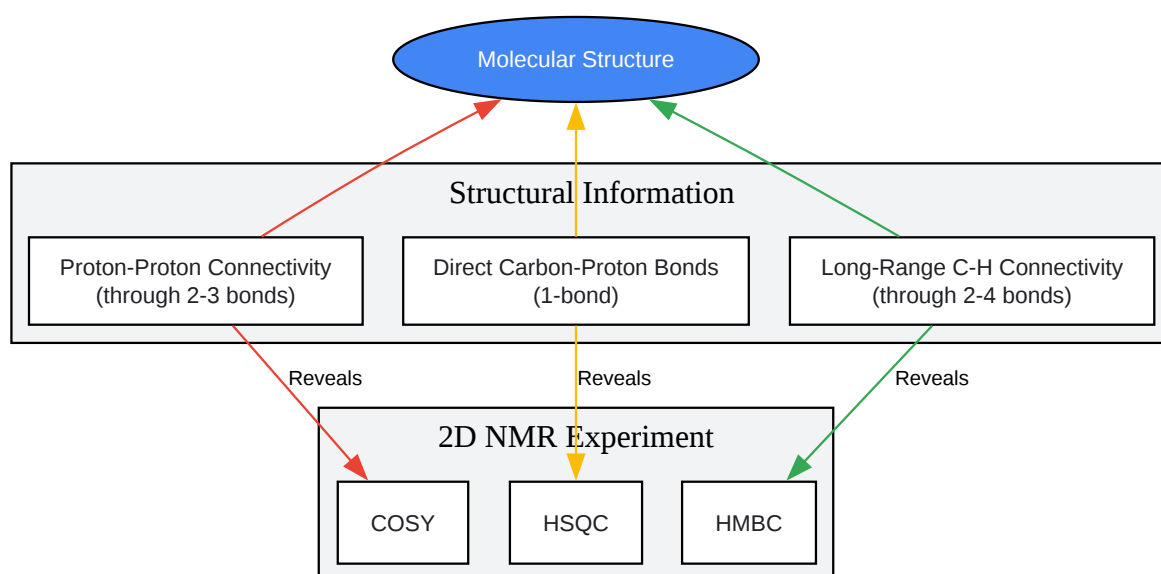 Molecular Structure
Structural Information
Proton-Proton Connectivity
(through 2-3 bonds)
Direct Carbon-Proton Bonds
(1-bond)
Long-Range C-H Connectivity
(through 2-4 bonds)
Reveals
Reveals
Reveals
2D NMR Experiment
COSY
HSQC
HMBC